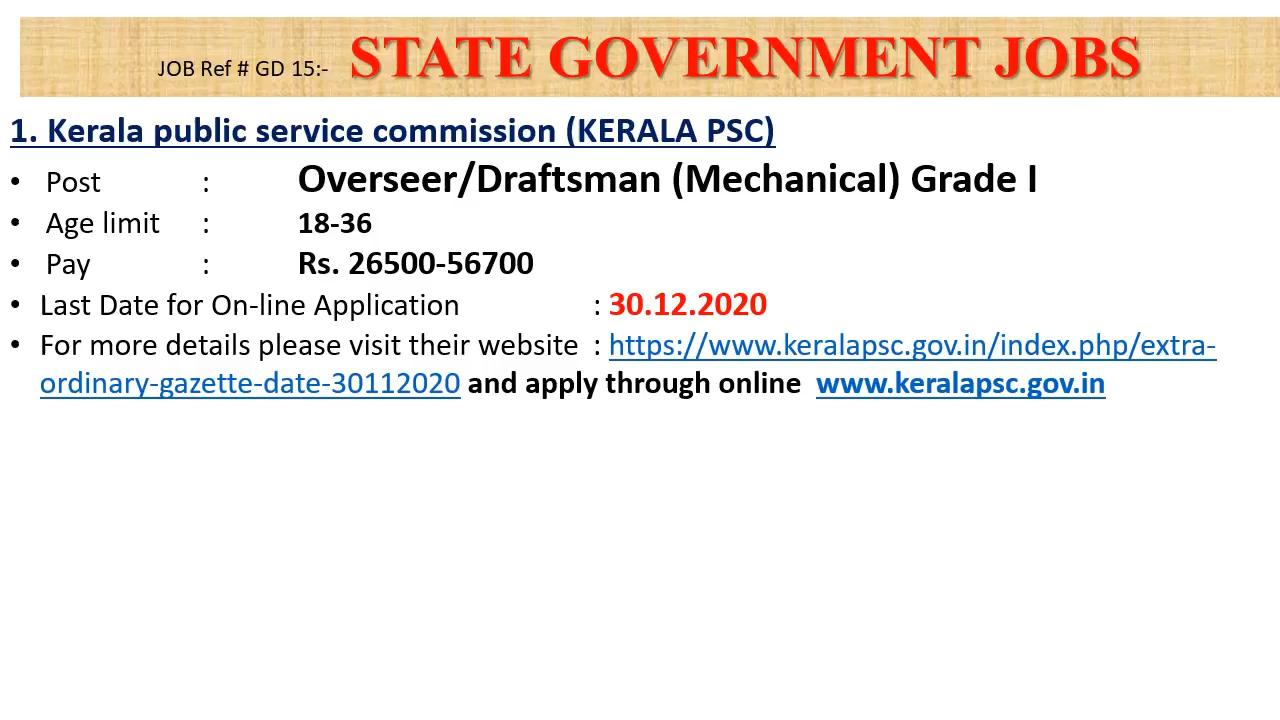 JOB Ref # GD 15:- STATE GOVERNMENT JOBS
1. Kerala public service commission (KERALA PSC)
• Post : Overseer/Draftsman (Mechanical) Grade I
• Age limit : 18-36
• Pay : Rs. 26500-56700
• Last Date for On-line Application : 30.12.2020
• For more details please visit their website : https://www.keralapsc.gov.in/index.php/extra-
ordinary-gazette-date-30112020 and apply through online www.keralapsc.gov.in